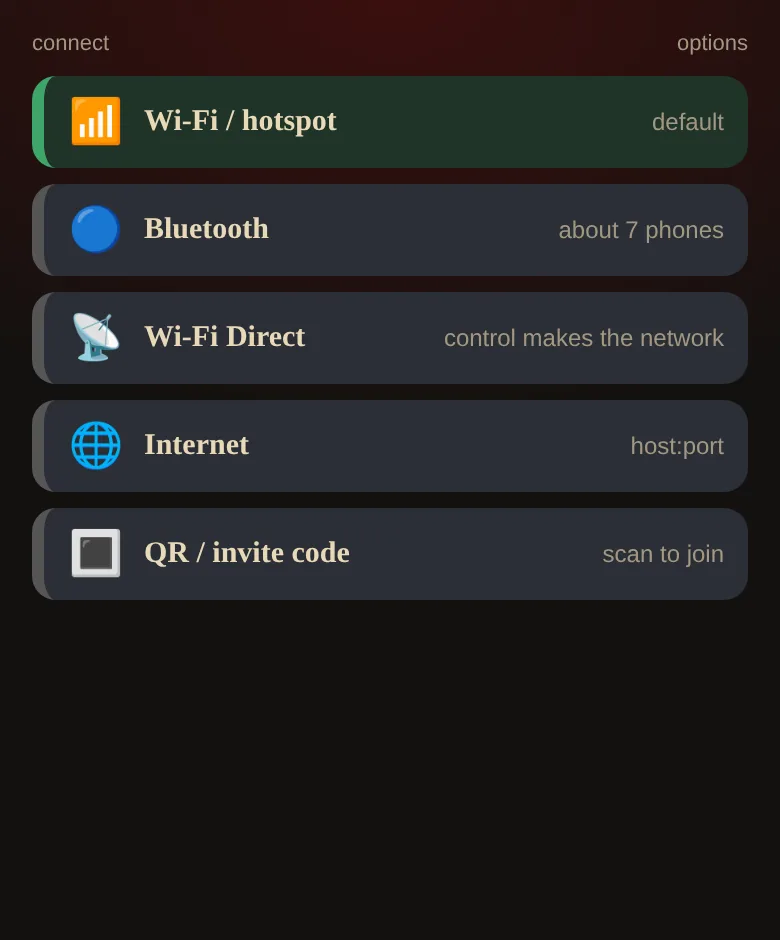 connect options
Wi-Fi / hotspot default
Bluetooth about 7 phones
Wi-Fi Direct control makes the network
Internet host:port
QR / invite code scan to join